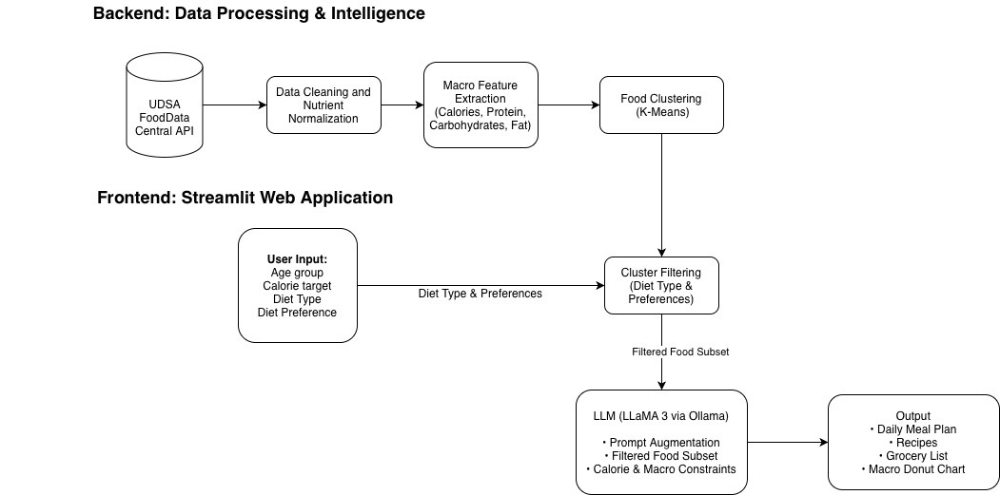 Backend: Data Processing & Intelligence
UDSA
FoodData
Central API
Data Cleaning and
Nutrient
Normalization
Macro Feature
Extraction
(Calories, Protein,
Carbohydrates, Fat)
Food Clustering
(K-Means)
Frontend: Streamlit Web Application
User Input:
Age group
Calorie target
Diet Type
Diet Preference
Diet Type & Preferences
Cluster Filtering
(Diet Type &
Preferences)
Filtered Food Subset
LLM (LLaMA 3 via Ollama)
• Prompt Augmentation
• Filtered Food Subset
• Calorie & Macro Constraints
Output
• Daily Meal Plan
• Recipes
• Grocery List
• Macro Donut Chart